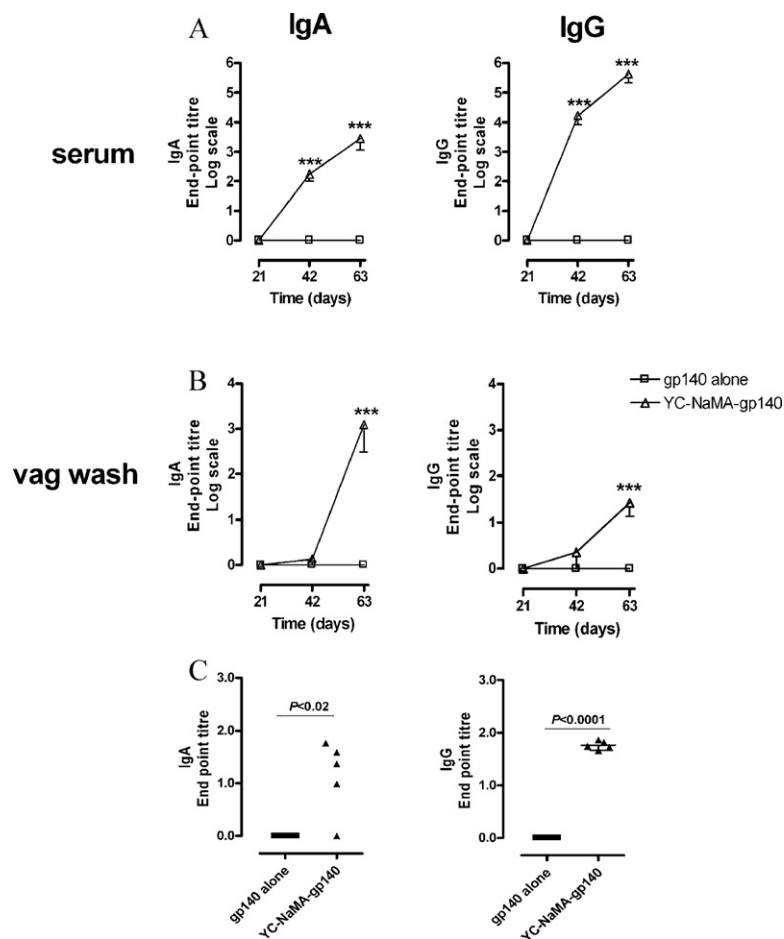 A
IgA
IgG
serum
IgA
End-point titre
Log scale
6
5
4
3
2
1
0
***
***
21 42 63
Time (days)
IgG
End-point titre
Log scale
6
5
4
3
2
1
0
***
***
21 42 63
Time (days)
B
vag wash
IgA
End-point titre
Log scale
4
3
2
1
0
***
21 42 63
Time (days)
IgG
End-point titre
Log scale
4
3
2
1
0
***
21 42 63
Time (days)
gp140 alone
YC-NaMA-gp140
C
IgA
End point titre
3.0
2.0
1.0
0.0
P<0.02
gp140 alone
YC-NaMA-gp140
IgG
End point titre
3.0
2.0
1.0
0.0
P<0.0001
gp140 alone
YC-NaMA-gp140